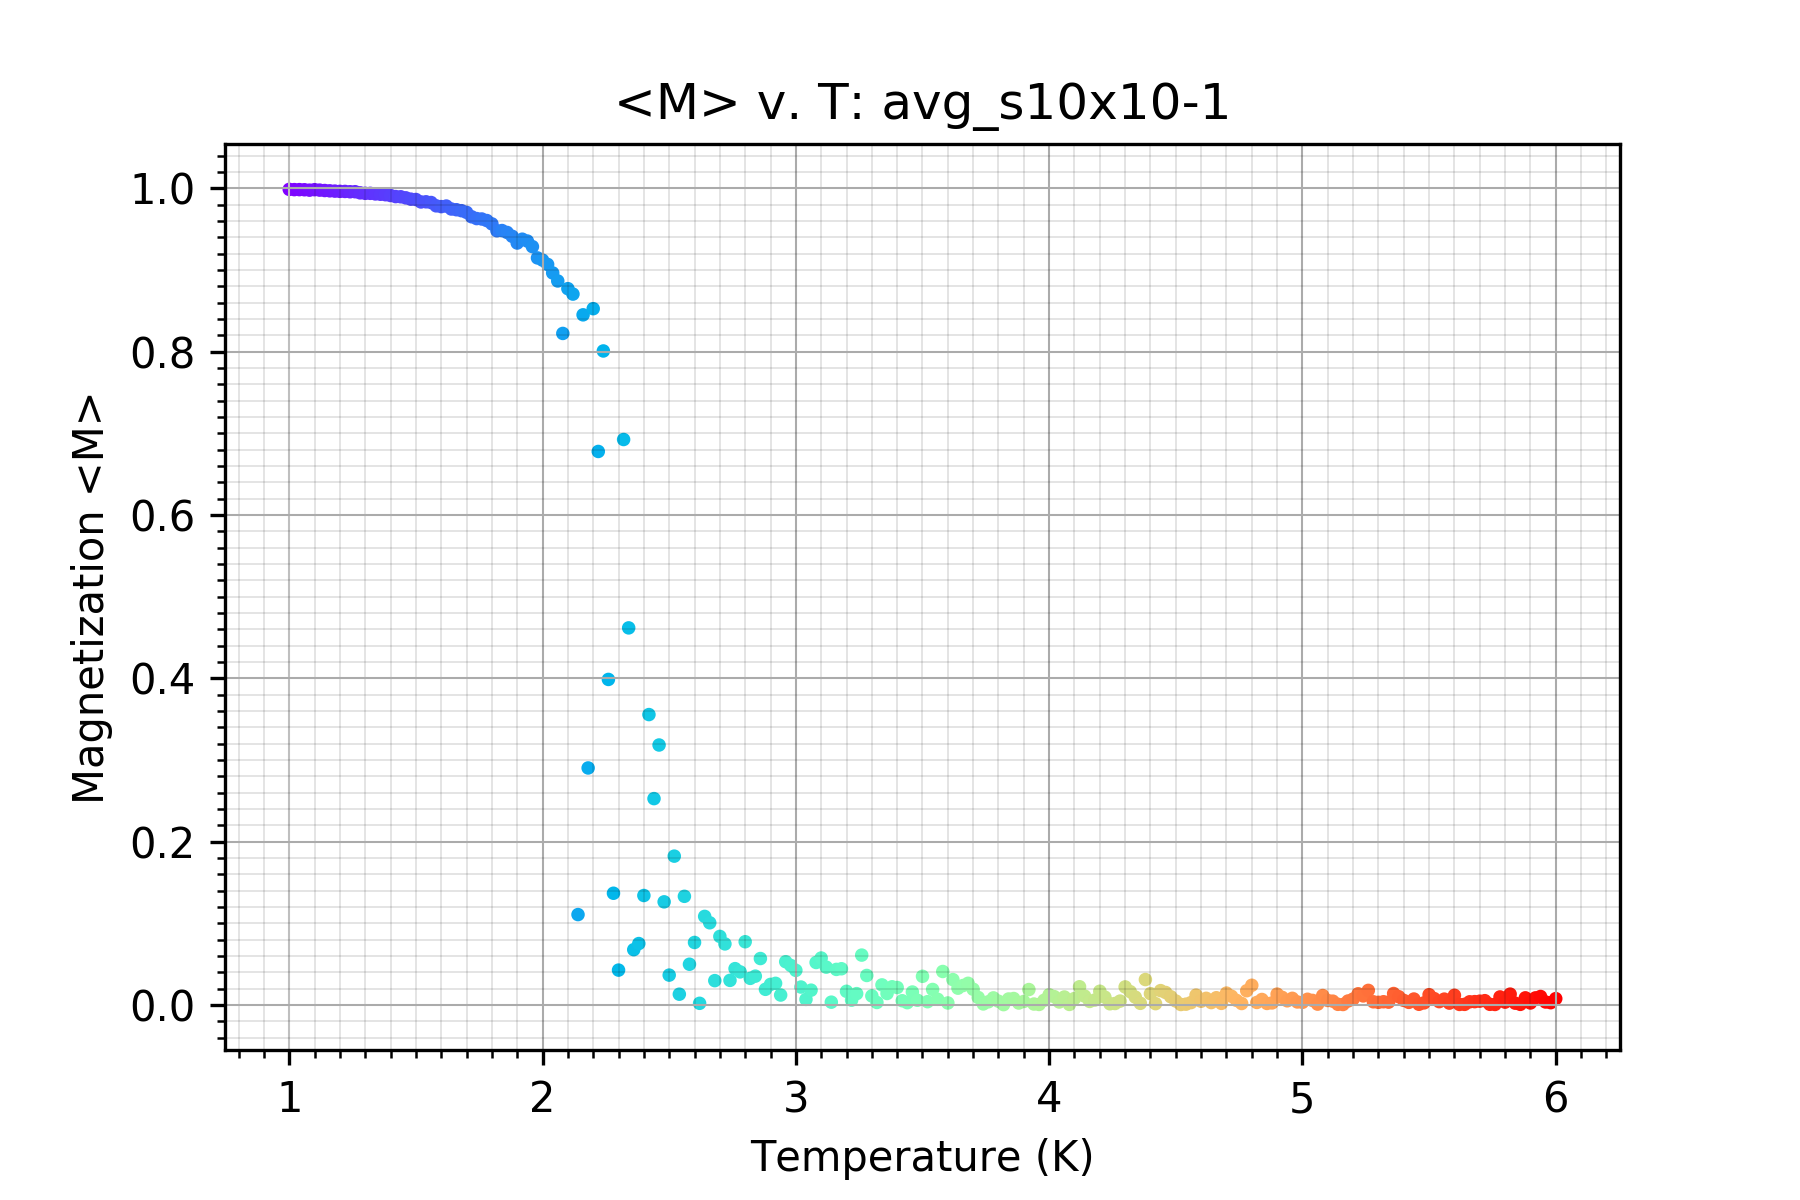 <M> v. T: avg_s10x10-1
Magnetization <M>
1.0
0.8
0.6
0.4
0.2
0.0
1 2 3 4 5 6
Temperature (K)